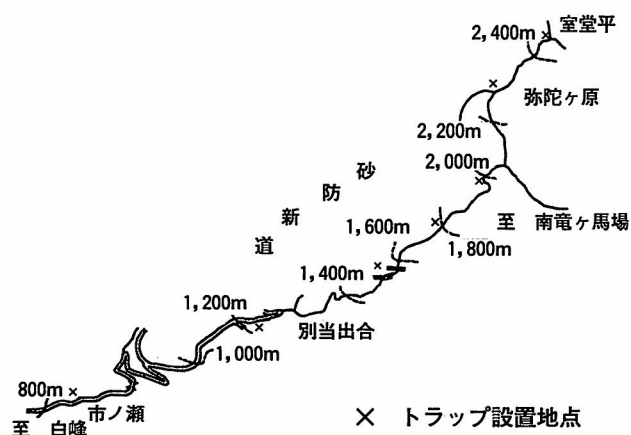 2,400m
室堂平
弥陀ヶ原
2,200m
2,000m
砂防新道
1,600m
至 南竜ヶ馬場
1,800m
1,400m
1,200m
別当出合
1,000m
800m
市ノ瀬
至 白峰
× トラップ設置地点